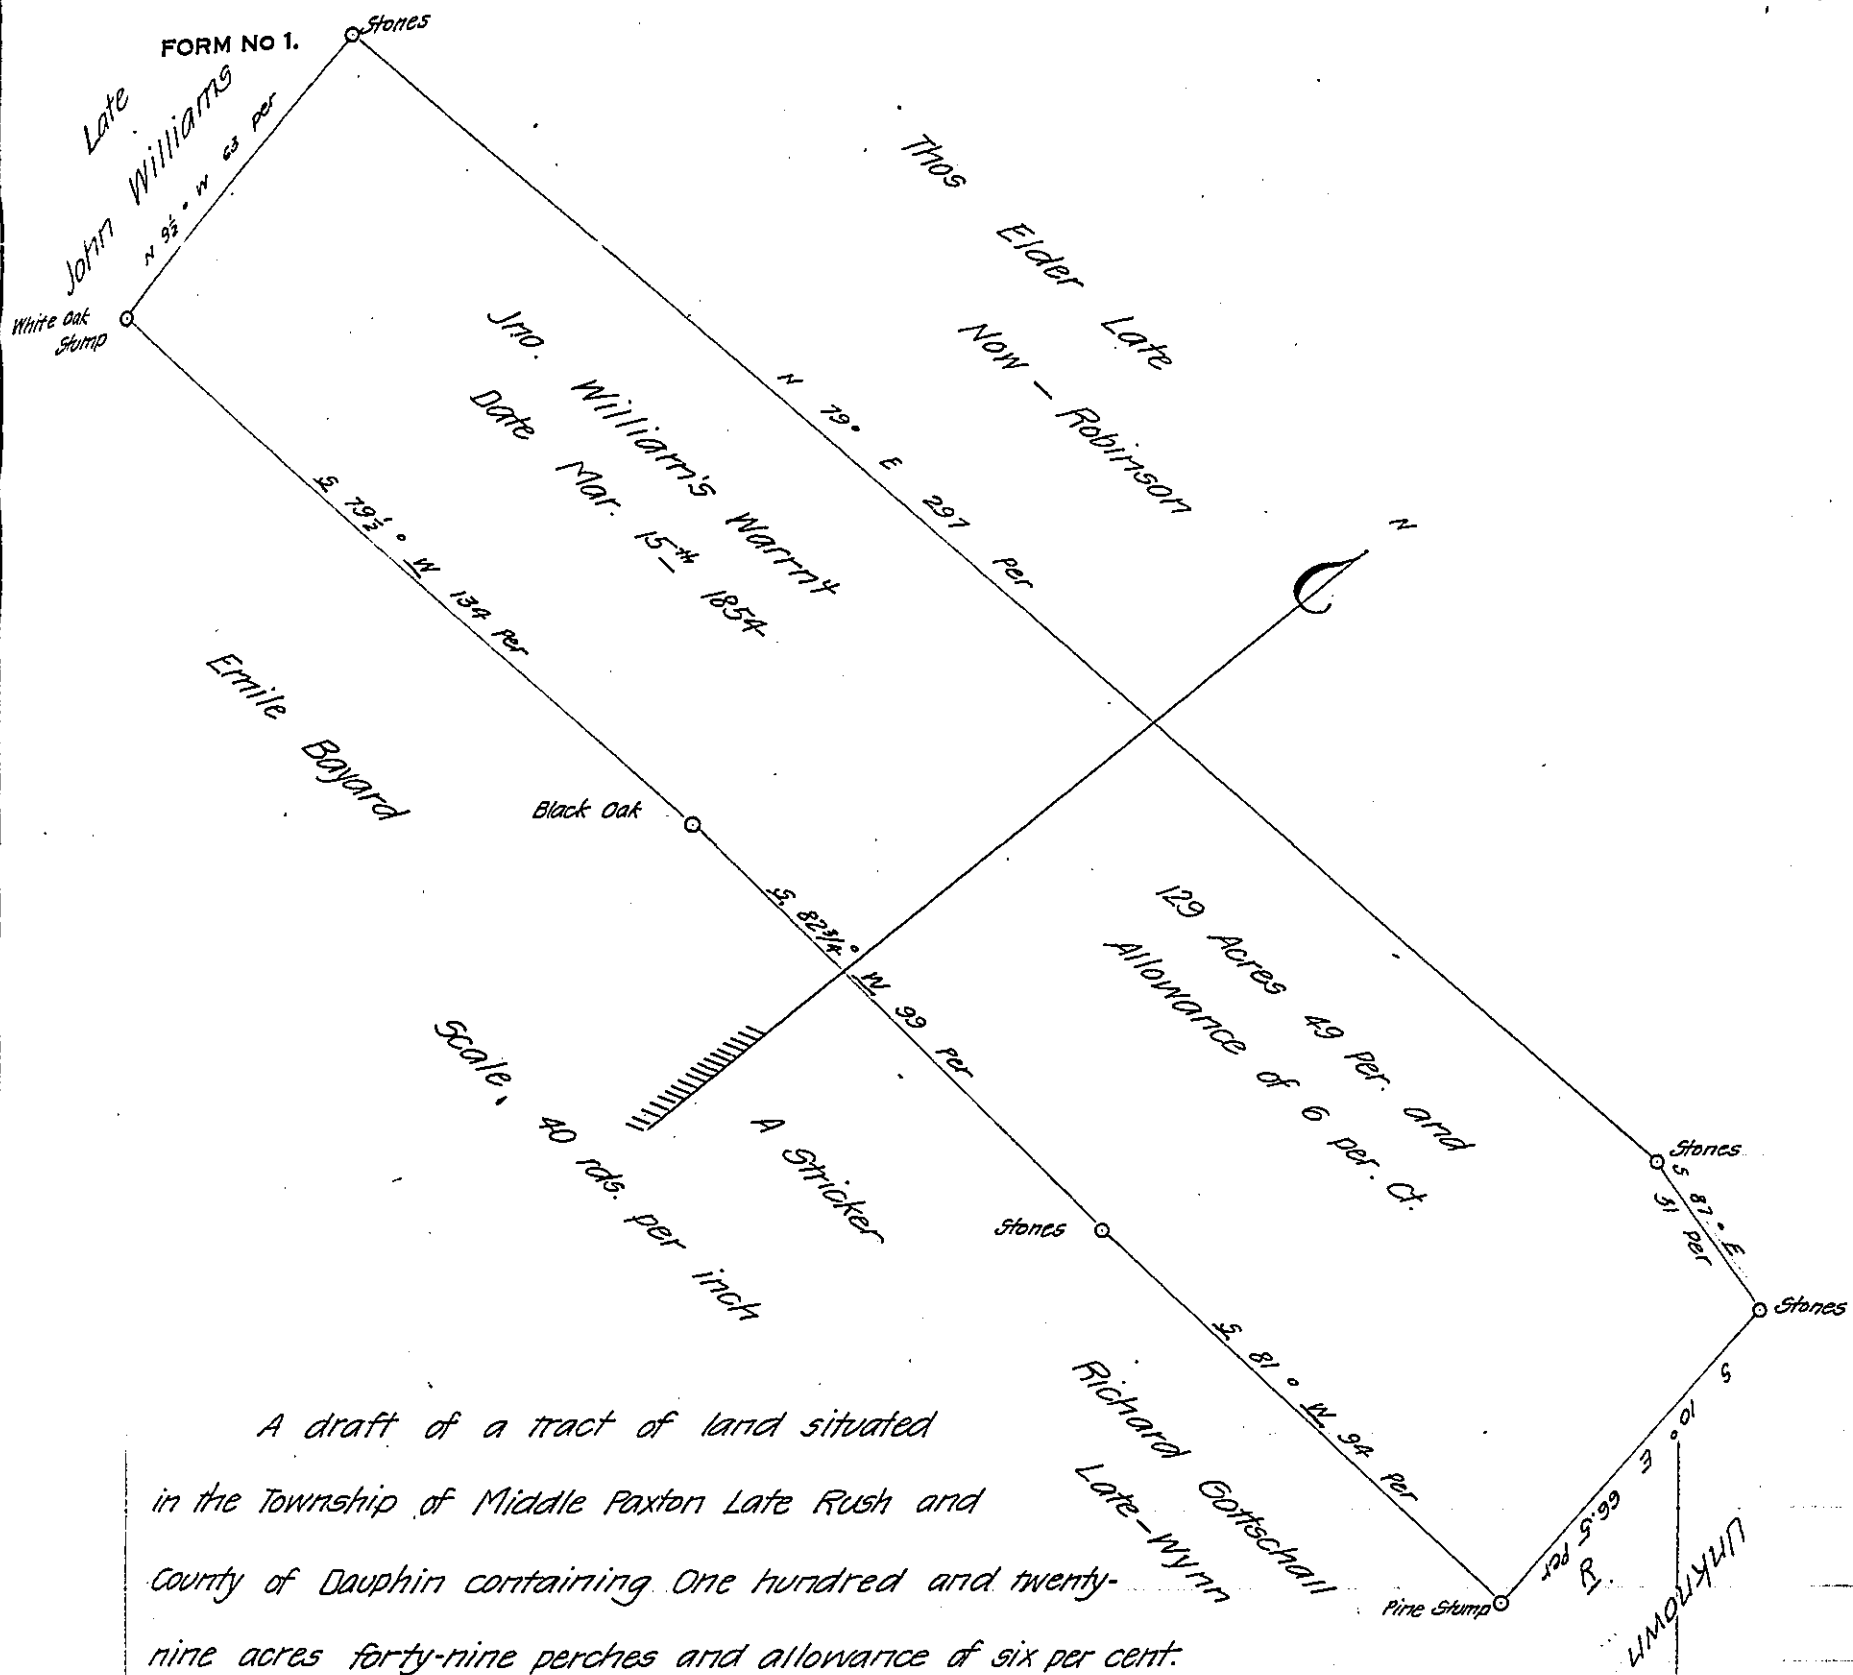 FORM No 1.
Stones
Late
John Williams
N 9½° W 63 per
White Oak
Stump
Thos Elder Late
Now – Robinson
N 79° E 297 per
Jno. William's Warrnt
Date Mar. 15th 1854
S 79½° W 134 per
Emile Bayard
N
Black Oak
S. 82¾° W 99 per
129 Acres 49 Per. and
Allowance of 6 per. ct.
Scale, 40 rds. per inch
A Stricker
Stones
Stones
S 87° E
31 per
Stones
S 81° W 94 per
Richard Gottschall
Late – Wynn
S 10° E 66.5 per
Pine Stump
Unknown
A draft of a tract of land situated
in the Township of Middle Paxton Late Rush and
County of Dauphin containing One hundred and twenty-
nine acres forty-nine perches and allowance of six per cent.